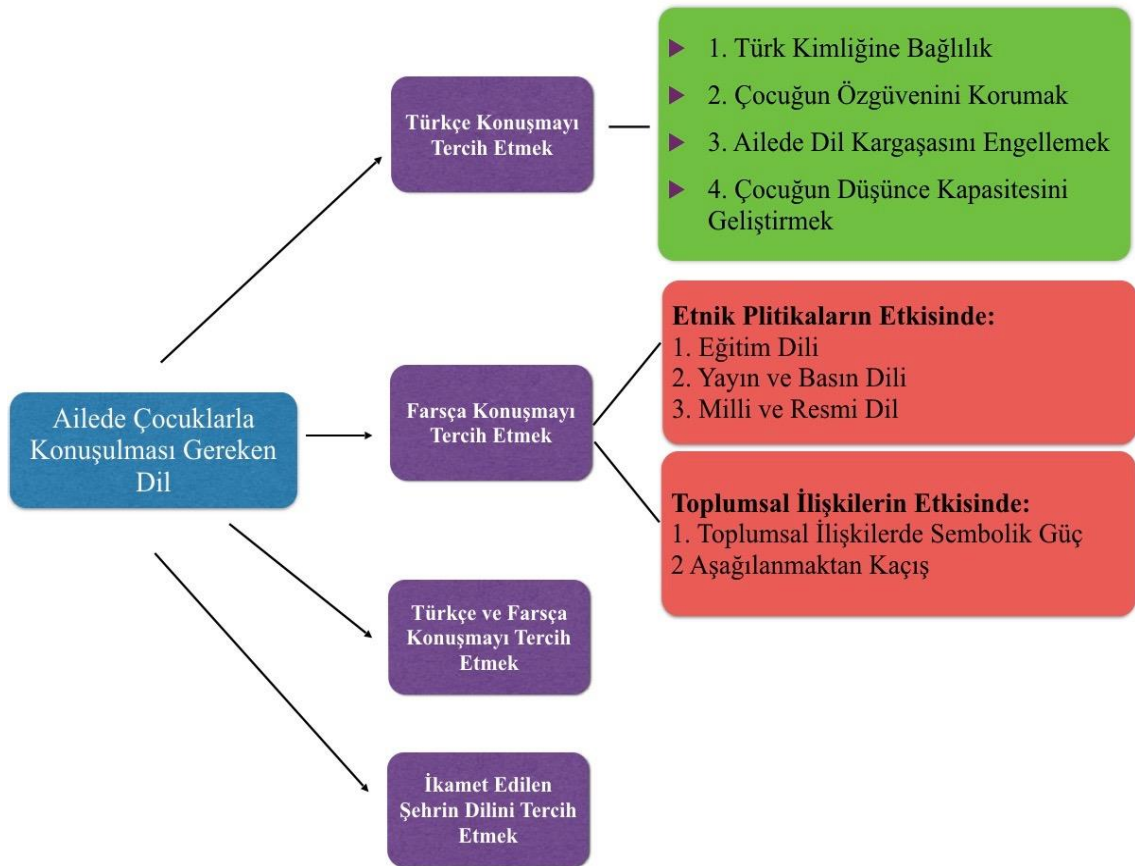 Ailede Çocuklarla
Konuşulması Gereken
Dil
Türkçe Konuşmayı
Tercih Etmek
1. Türk Kimliğine Bağlılık
2. Çocuğun Özgüvenini Korumak
3. Ailede Dil Kargaşasını Engellemek
4. Çocuğun Düşünce Kapasitesini
Geliştirmek
Farsça Konuşmayı
Tercih Etmek
Etnik Plitikaların Etkisinde:
1. Eğitim Dili
2. Yayın ve Basın Dili
3. Milli ve Resmi Dil
Toplumsal İlişkilerin Etkisinde:
1. Toplumsal İlişkilerde Sembolik Güç
2 Aşağılanmaktan Kaçış
Türkçe ve Farsça
Konuşmayı Tercih
Etmek
İkamet Edilen
Şehrin Dilini Tercih
Etmek